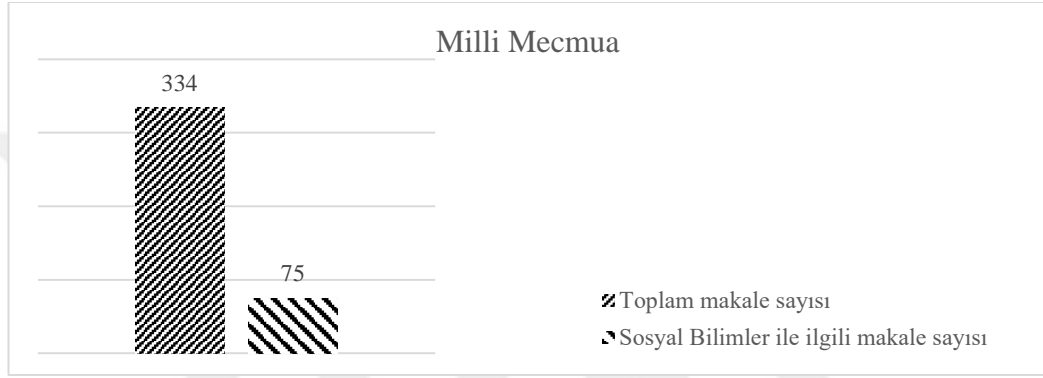 Milli Mecmua
334
75
Toplam makale sayısı
Sosyal Bilimler ile ilgili makale sayısı